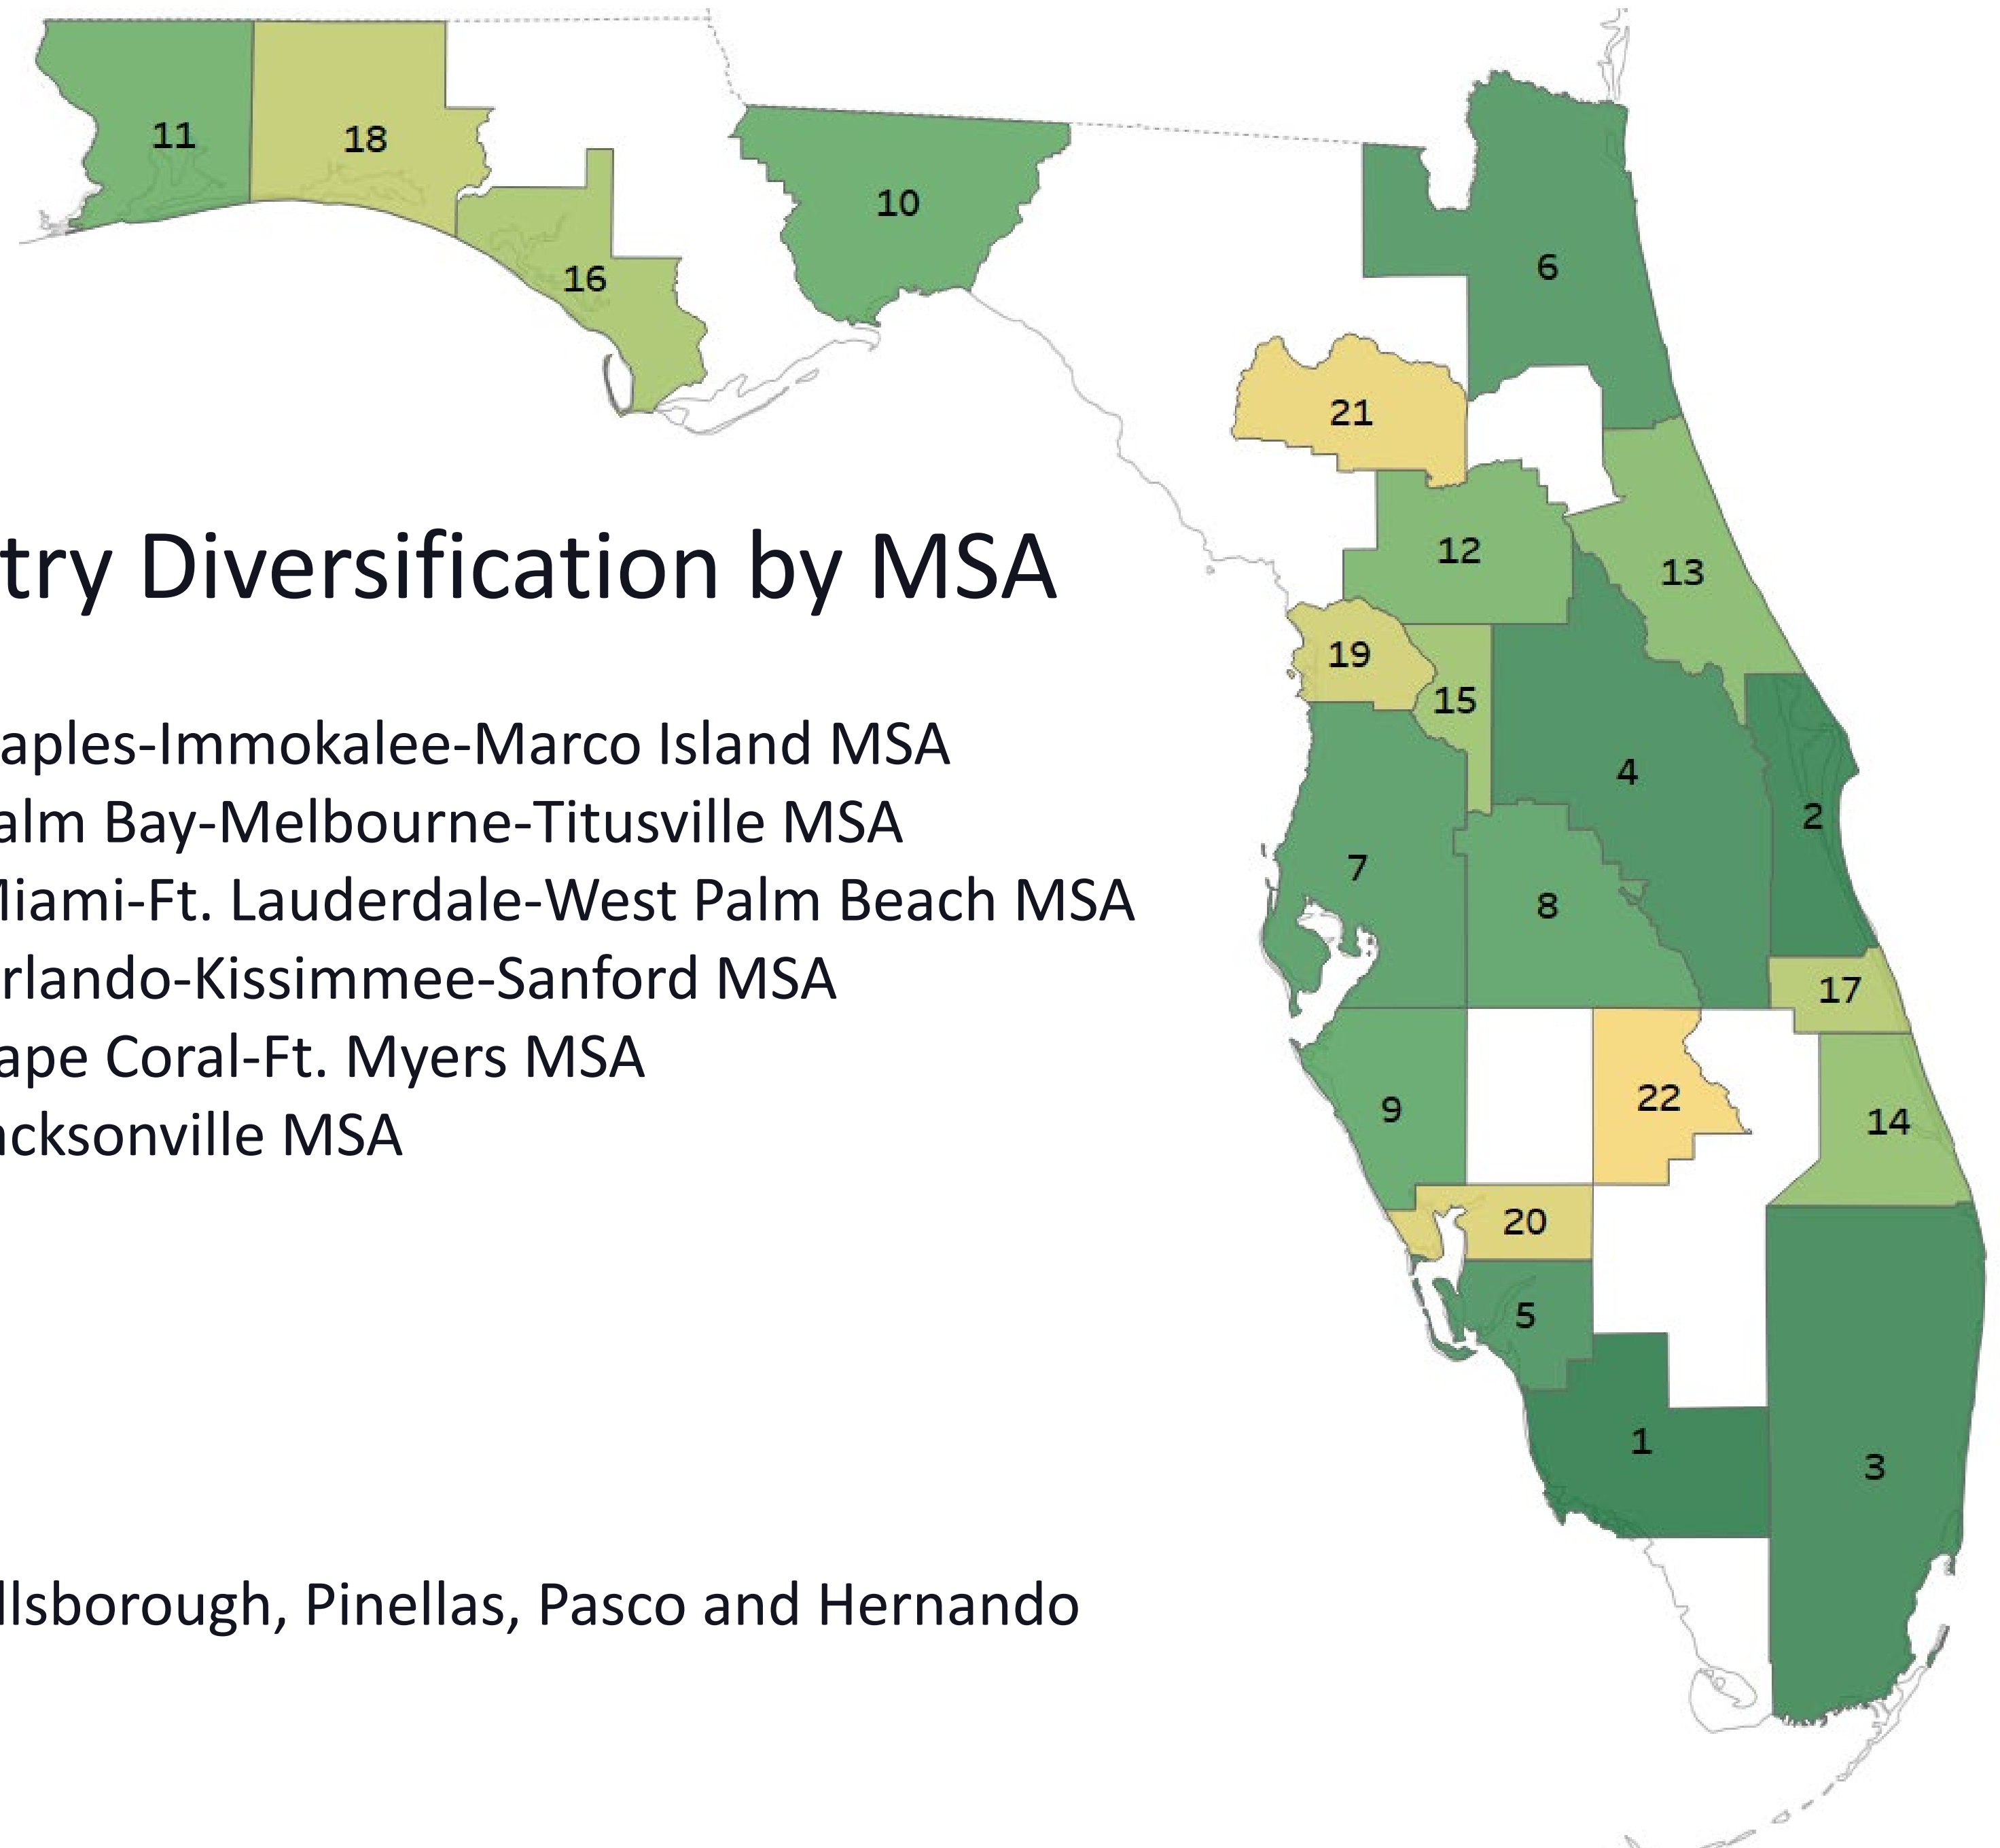 11
18
10
6
16
21
try Diversification by MSA
12
13
19
15
aples-Immokalee-Marco Island MSA
4
alm Bay-Melbourne-Titusville MSA
2
7
Miami-Ft. Lauderdale-West Palm Beach MSA
8
rlando-Kissimmee-Sanford MSA
17
ape Coral-Ft. Myers MSA
22
9
14
acksonville MSA
20
5
1
3
llsborough, Pinellas, Pasco and Hernando